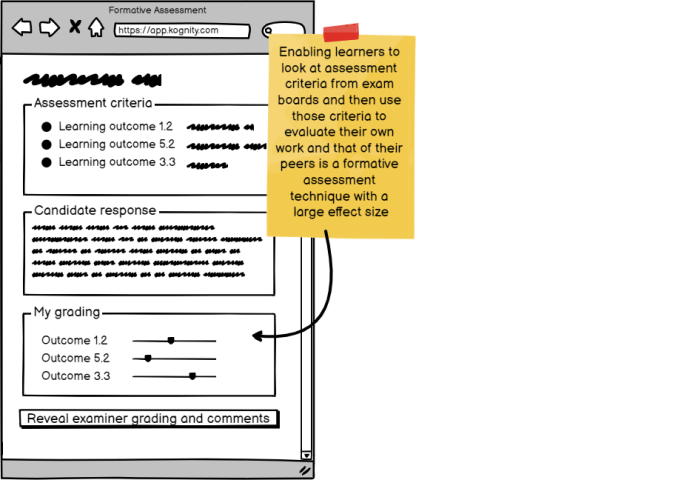 Formative Assessment
https://app.kognity.com
Enabling learners to
look at assessment
criteria from exam
boards and then use
those criteria to
evaluate their own
work and that of their
peers is a formative
assessment
technique with a
large effect size
Assessment criteria
Learning outcome 1.2
Learning outcome 5.2
Learning outcome 3.3
Candidate response
My grading
Outcome 1.2
Outcome 5.2
Outcome 3.3
Reveal examiner grading and comments